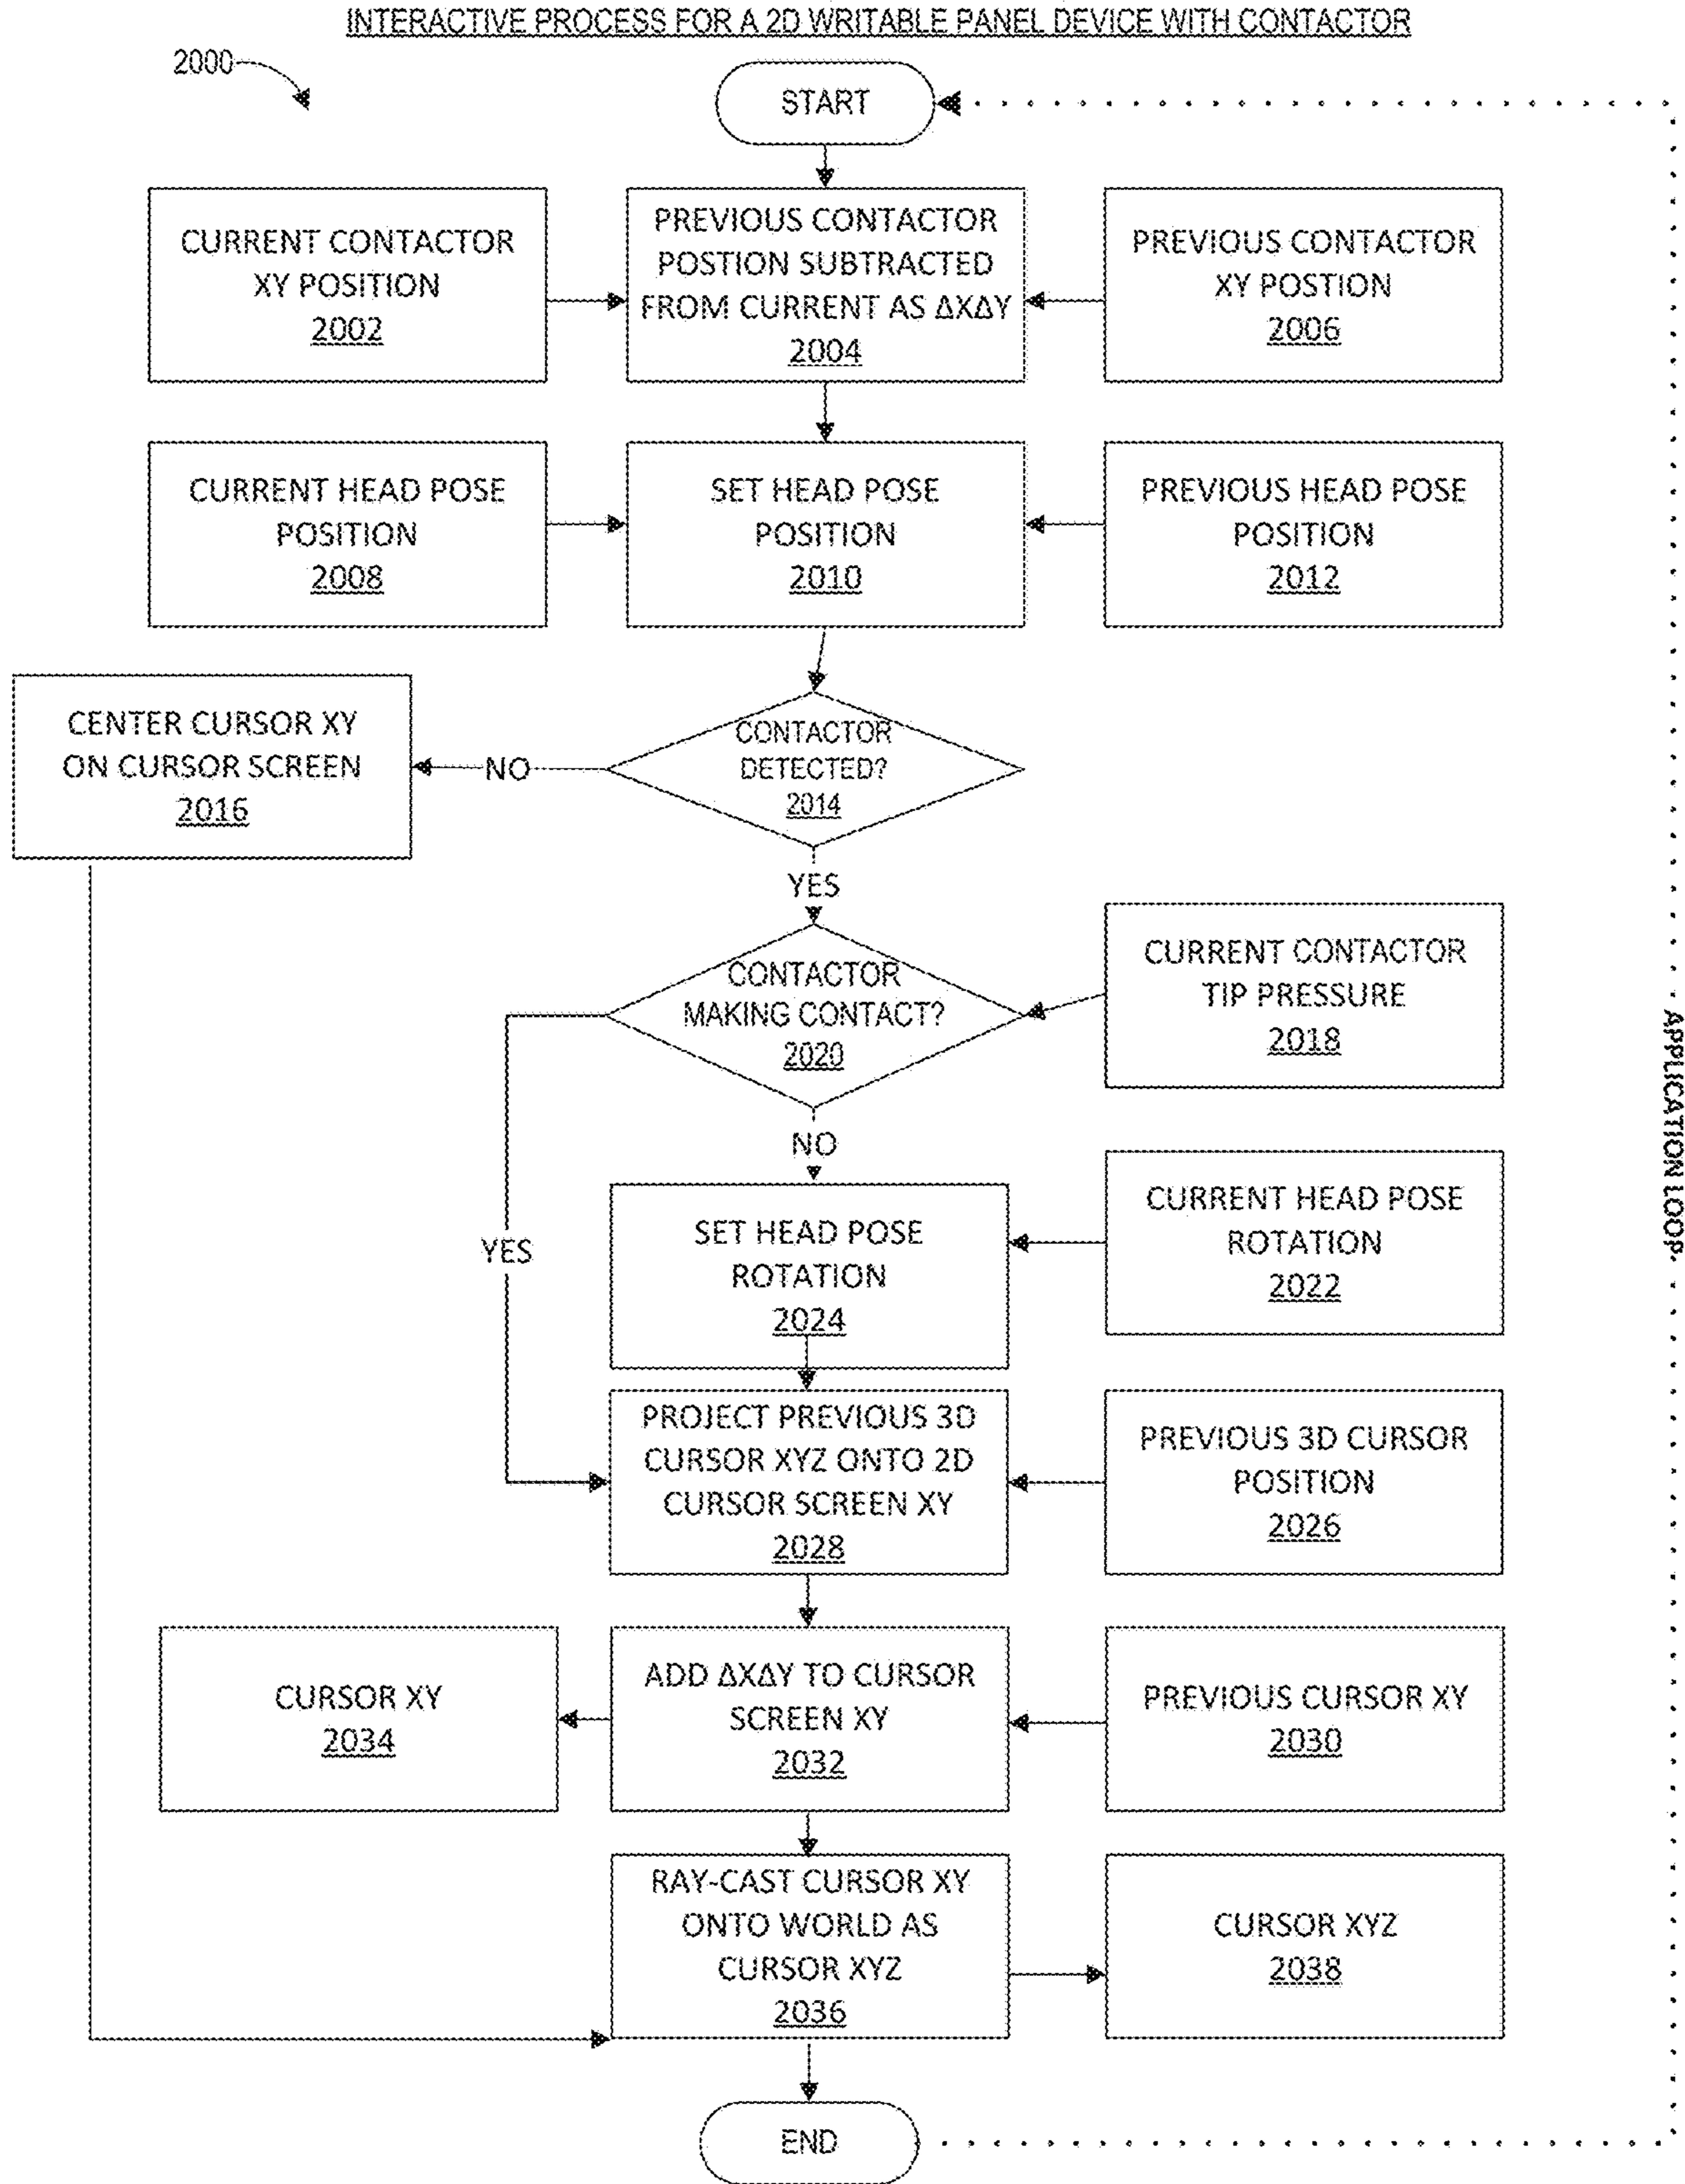 INTERACTIVE PROCESS FOR A 2D WRITABLE PANEL DEVICE WITH CONTACTOR
2000
START
CURRENT CONTACTOR
XY POSITION
2002
PREVIOUS CONTACTOR
POSTION SUBTRACTED
FROM CURRENT AS ΔXΔY
2004
PREVIOUS CONTACTOR
XY POSTION
2006
CURRENT HEAD POSE
POSITION
2008
SET HEAD POSE
POSITION
2010
PREVIOUS HEAD POSE
POSITION
2012
CENTER CURSOR XY
ON CURSOR SCREEN
2016
NO
CONTACTOR
DETECTED?
2014
YES
CONTACTOR
MAKING CONTACT?
2020
CURRENT CONTACTOR
TIP PRESSURE
2018
APPLICATION LOOP
NO
YES
SET HEAD POSE
ROTATION
2024
CURRENT HEAD POSE
ROTATION
2022
PROJECT PREVIOUS 3D
CURSOR XYZ ONTO 2D
CURSOR SCREEN XY
2028
PREVIOUS 3D CURSOR
POSITION
2026
CURSOR XY
2034
ADD ΔXΔY TO CURSOR
SCREEN XY
2032
PREVIOUS CURSOR XY
2030
RAY-CAST CURSOR XY
ONTO WORLD AS
CURSOR XYZ
2036
CURSOR XYZ
2038
END